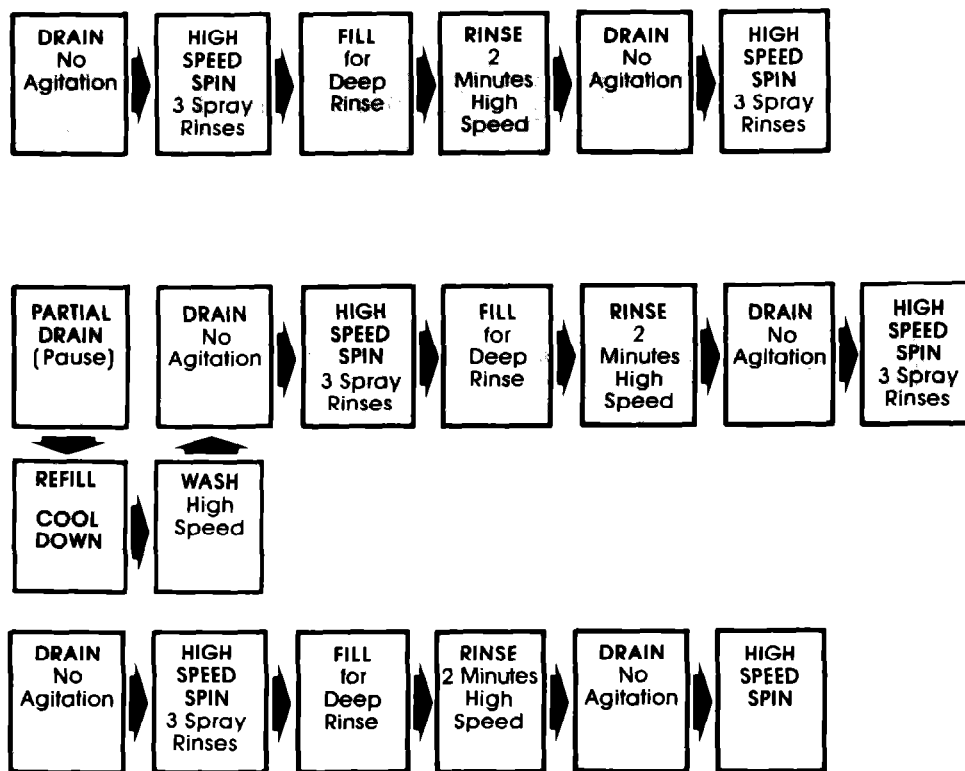 DRAIN
No
Agitation
HIGH
SPEED
SPIN
3 Spray
Rinses
FILL
for
Deep
Rinse
RINSE
2
Minutes
High
Speed
DRAIN
No
Agitation
HIGH
SPEED
SPIN
3 Spray
Rinses
PARTIAL
DRAIN
(Pause)
REFILL
COOL
DOWN
WASH
High
Speed
DRAIN
No
Agitation
HIGH
SPEED
SPIN
3 Spray
Rinses
FILL
for
Deep
Rinse
RINSE
2
Minutes
High
Speed
DRAIN
No
Agitation
HIGH
SPEED
SPIN
3 Spray
Rinses
DRAIN
No
Agitation
HIGH
SPEED
SPIN
3 Spray
Rinses
FILL
for
Deep
Rinse
RINSE
2 Minutes
High
Speed
DRAIN
No
Agitation
HIGH
SPEED
SPIN